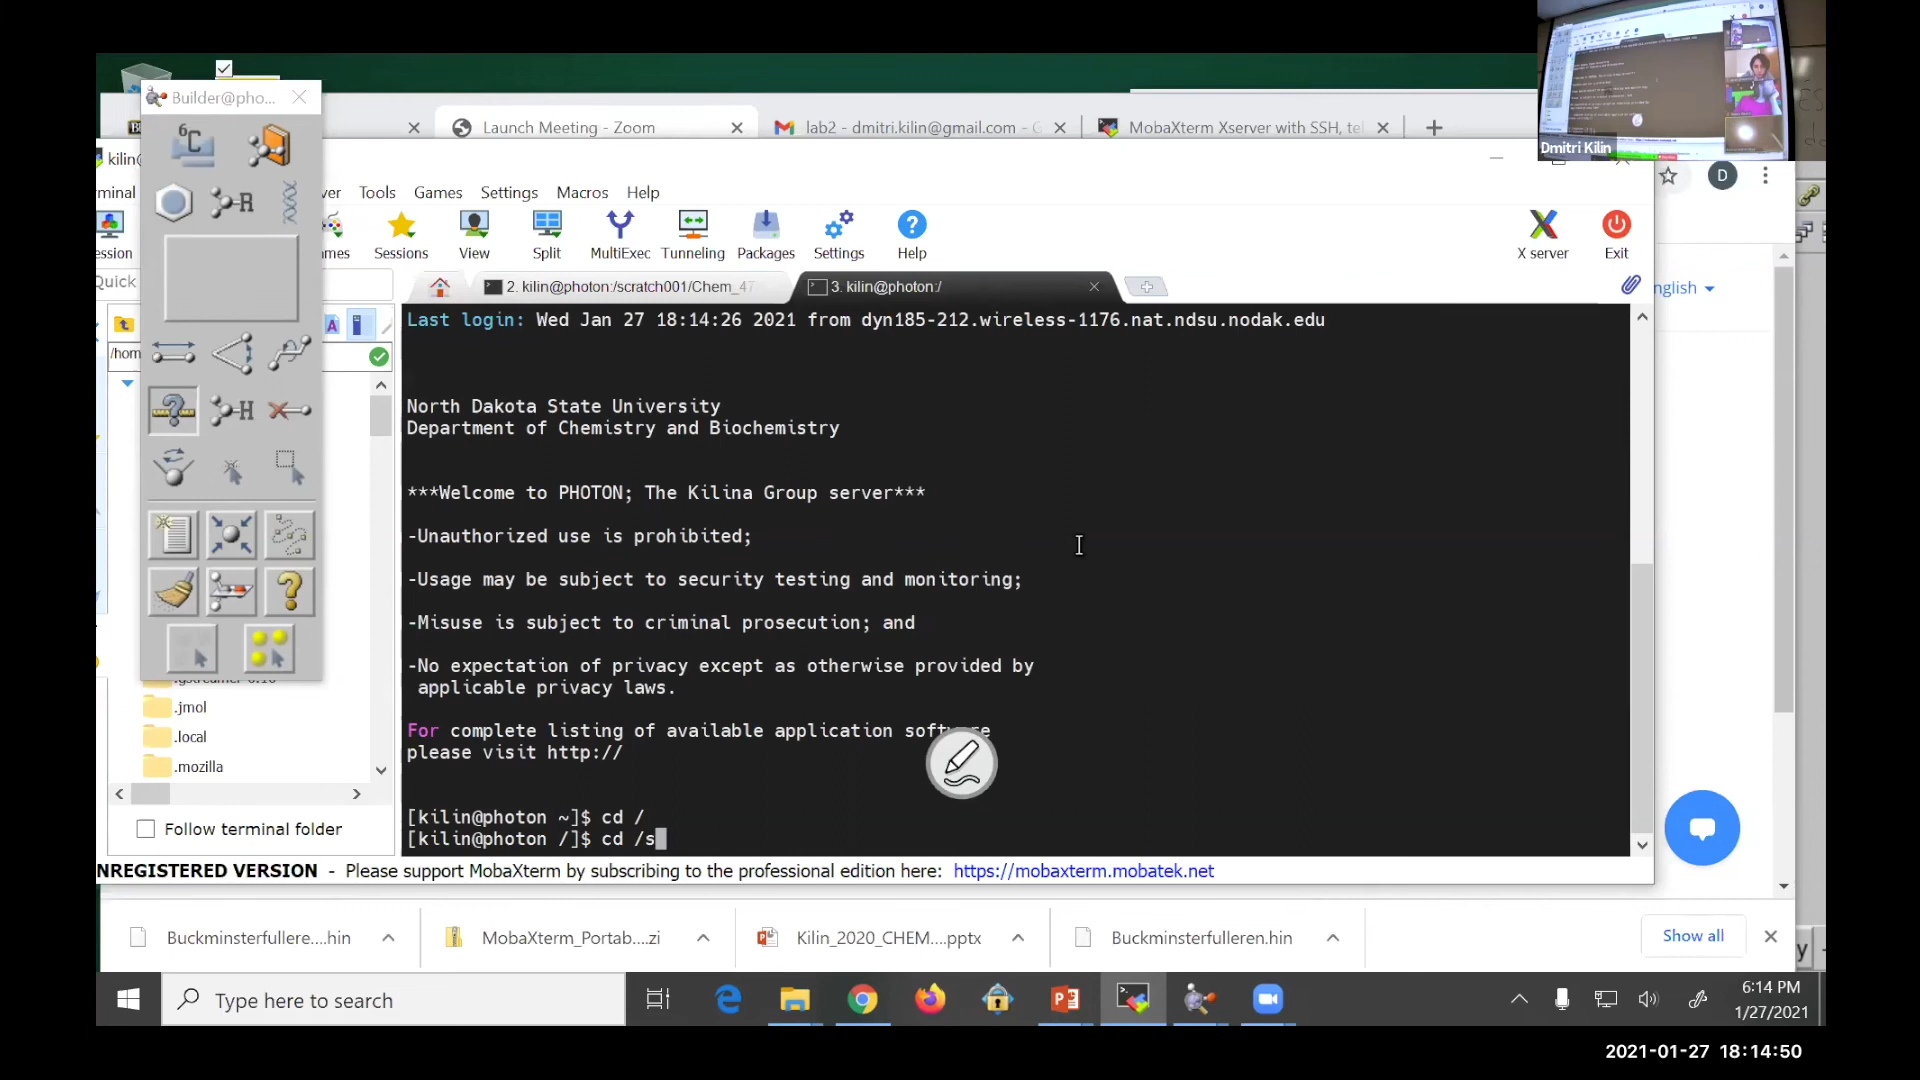 Dmitri Kilin
Builder@pho...
Launch Meeting - Zoom
lab2 - dmitri.kilin@gmail.com - G
MobaXterm Xserver with SSH, tel
kilin@
minal
ver
Tools
Games
Settings
Macros
Help
D
6C
R
H
ession
mes
Sessions
View
Split
MultiExec
Tunneling
Packages
Settings
Help
X server
Exit
Quick
2. kilin@photon:/scratch001/Chem_47
3. kilin@photon:/
nglish
/hom
Last login: Wed Jan 27 18:14:26 2021 from dyn185-212.wireless-1176.nat.ndsu.nodak.edu
North Dakota State University
Department of Chemistry and Biochemistry
***Welcome to PHOTON; The Kilina Group server***
-Unauthorized use is prohibited;
-Usage may be subject to security testing and monitoring;
-Misuse is subject to criminal prosecution; and
-No expectation of privacy except as otherwise provided by
applicable privacy laws.
For complete listing of available application software
please visit http://
[kilin@photon ~]$ cd /
[kilin@photon /]$ cd /s
.jmol
.local
.mozilla
Follow terminal folder
NREGISTERED VERSION - Please support MobaXterm by subscribing to the professional edition here: https://mobaxterm.mobatek.net
Buckminsterfullere....hin
MobaXterm_Portab....zi
Kilin_2020_CHEM....pptx
Buckminsterfulleren.hin
Show all
Type here to search
6:14 PM
1/27/2021
2021-01-27 18:14:50